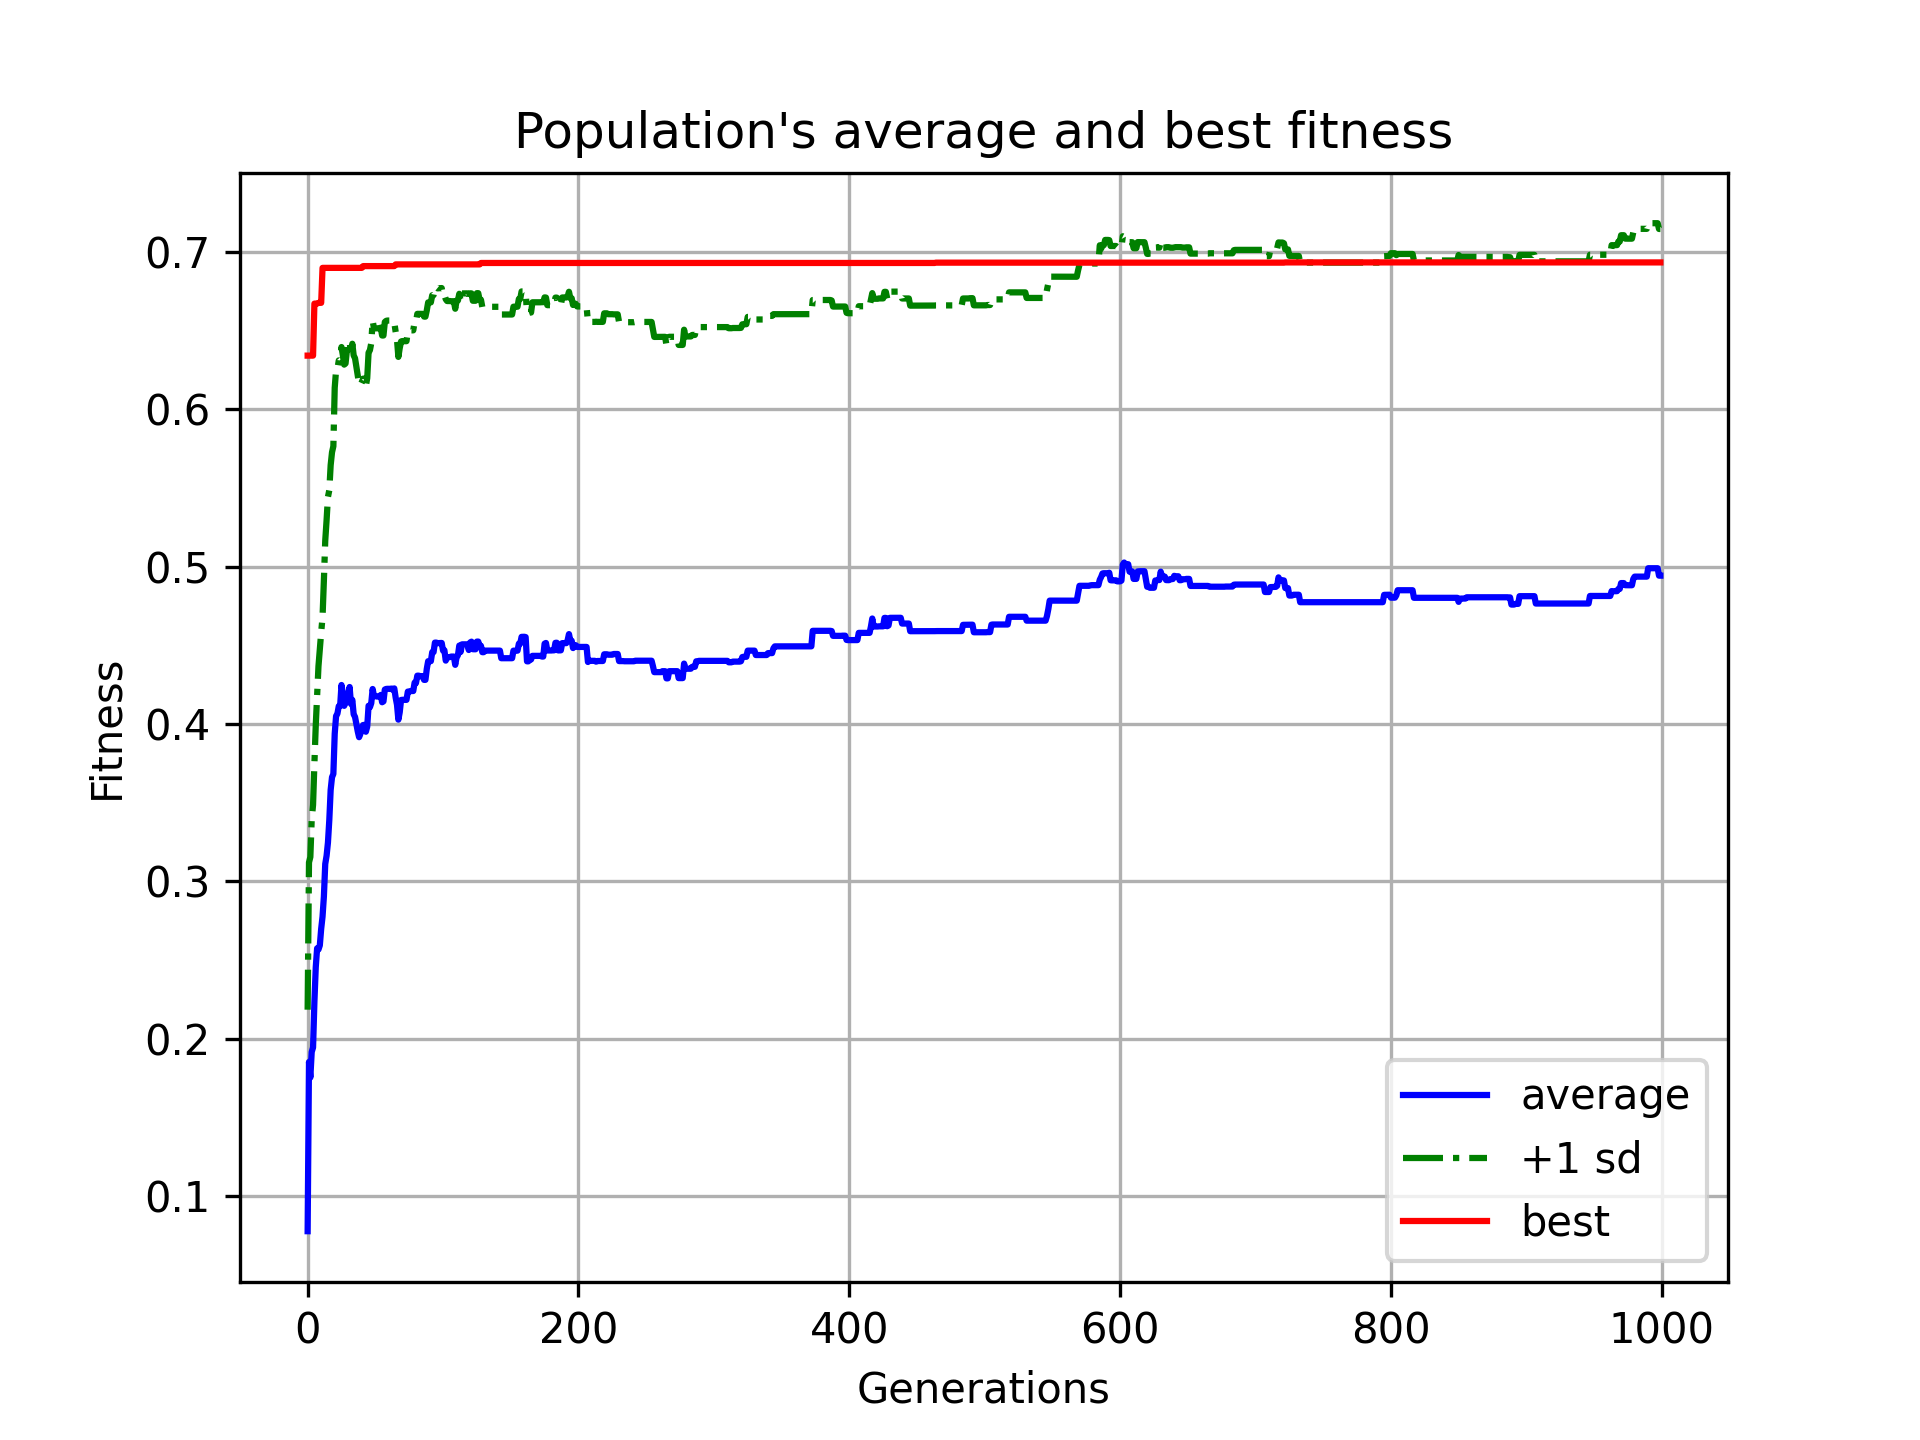 Population's average and best fitness
Fitness
0.7
0.6
0.5
0.4
0.3
0.2
0.1
0 200 400 600 800 1000
Generations
average
+1 sd
best